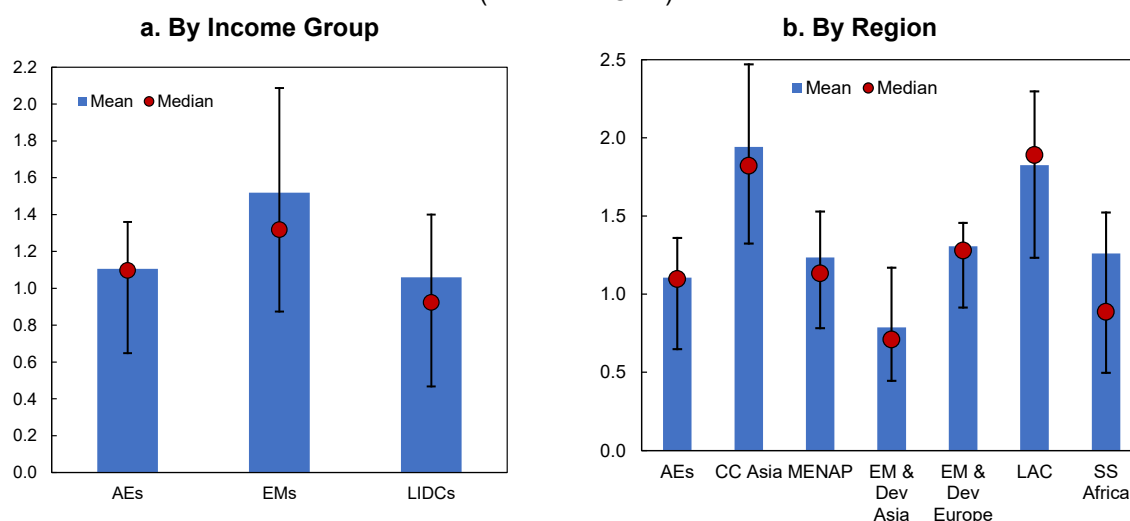 a. By Income Group
2.2
2.0
1.8
1.6
1.4
1.2
1.0
0.8
0.6
0.4
0.2
0.0
Mean Median
AEs EMs LIDCs
b. By Region
2.5
2.0
1.5
1.0
0.5
0.0
Mean Median
AEs CC Asia MENAP EM & EM & LAC SS
Dev Dev Africa
Asia Europe